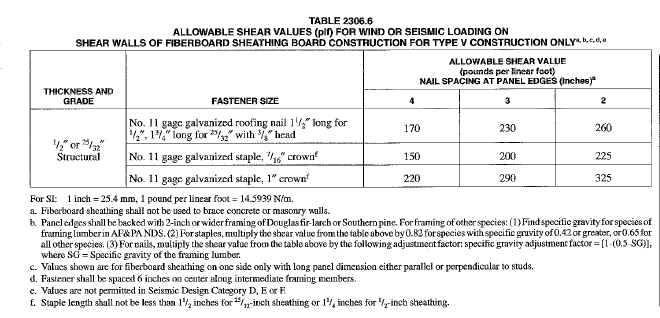 TABLE 2306.6
ALLOWABLE SHEAR VALUES (plf) FOR WIND OR SEISMIC LOADING ON
SHEAR WALLS OF FIBERBOARD SHEATHING BOARD CONSTRUCTION FOR TYPE V CONSTRUCTION ONLYa, b, c, d, e
THICKNESS AND GRADE
FASTENER SIZE
ALLOWABLE SHEAR VALUE
(pounds per linear foot)
NAIL SPACING AT PANEL EDGES (inches)a
4 3 2
1/2" or 25/32"
Structural
No. 11 gage galvanized roofing nail 1 1/2" long for
1/2", 1 3/4" long for 25/32" with 3/8" head
170 230 260
No. 11 gage galvanized staple, 7/16" crownf
150 200 225
No. 11 gage galvanized staple, 1" crownf
220 290 325
For SI: 1 inch = 25.4 mm, 1 pound per linear foot = 14.5939 N/m.
a. Fiberboard sheathing shall not be used to brace concrete or masonry walls.
b. Panel edges shall be backed with 2-inch or wider framing of Douglas fir-larch or Southern pine. For framing of other species: (1) Find specific gravity for species of
framing lumber in AF&PA NDS. (2) For staples, multiply the shear value from the table above by 0.82 for species with specific gravity of 0.42 or greater, or 0.65 for
all other species. (3) For nails, multiply the shear value from the table above by the following adjustment factor: specific gravity adjustment factor = [1-(0.5-SG)],
where SG = Specific gravity of the framing lumber.
c. Values shown are for fiberboard sheathing on one side only with long panel dimension either parallel or perpendicular to studs.
d. Fastener shall be spaced 6 inches on center along intermediate framing members.
e. Values are not permitted in Seismic Design Category D, E or F.
f. Staple length shall not be less than 1 1/2 inches for 25/32-inch sheathing or 1 1/4 inches for 1/2-inch sheathing.